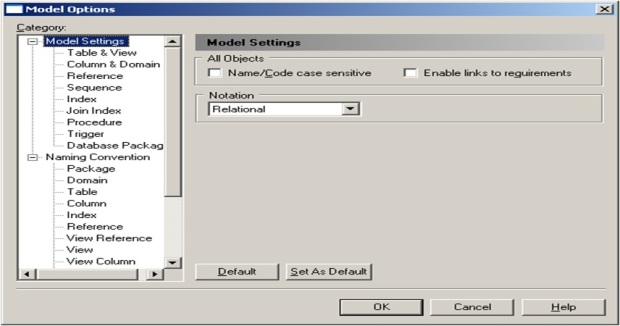 Model Options
Category:
Model Settings
Table & View
Column & Domain
Reference
Sequence
Index
Join Index
Procedure
Trigger
Database Packag
Naming Convention
Package
Domain
Table
Column
Index
Reference
View Reference
View
View Column
Model Settings
All Objects
Name/Code case sensitive
Enable links to requirements
Notation
Relational
Default
Set As Default
OK
Cancel
Help